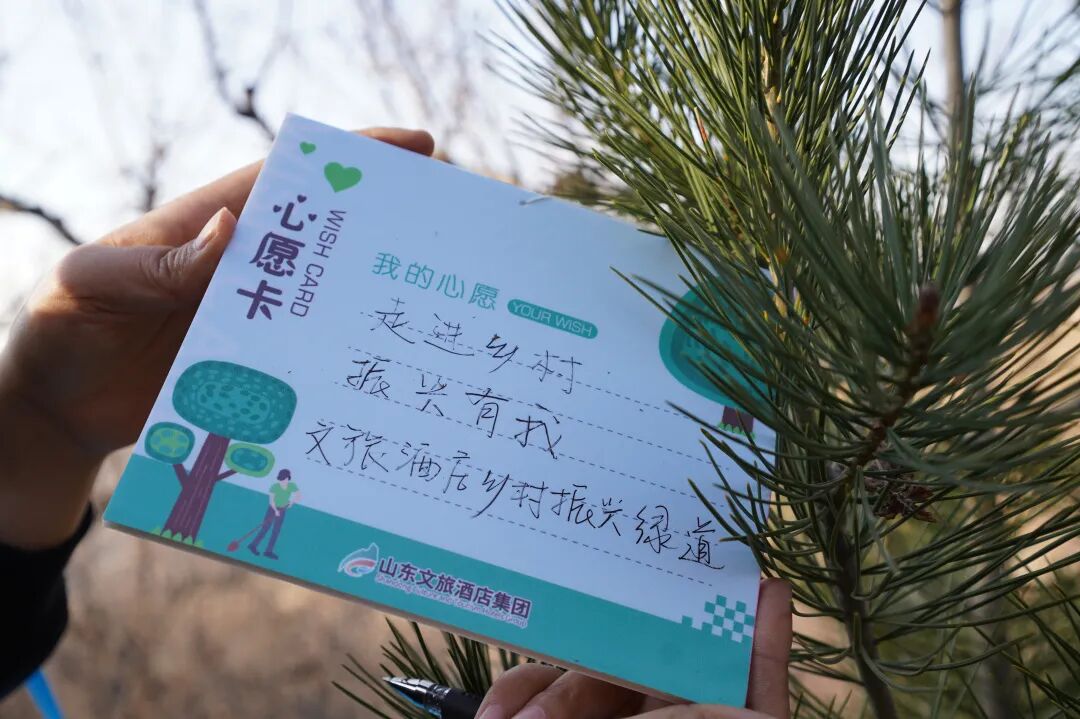 心愿卡
WISH CARD
我的心愿
YOUR WISH
走进乡村
振兴有我
文旅酒店乡村振兴绿道
山东文旅酒店集团